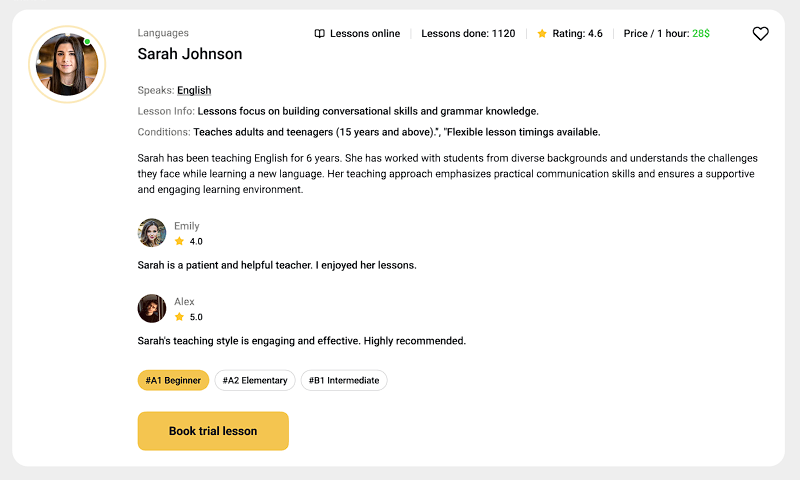 Languages
Lessons online
Lessons done: 1120
Rating: 4.6
Price / 1 hour: 28$
Sarah Johnson
Speaks: English
Lesson Info: Lessons focus on building conversational skills and grammar knowledge.
Conditions: Teaches adults and teenagers (15 years and above).", "Flexible lesson timings available.
Sarah has been teaching English for 6 years. She has worked with students from diverse backgrounds and understands the challenges
they face while learning a new language. Her teaching approach emphasizes practical communication skills and ensures a supportive
and engaging learning environment.
Emily
4.0
Sarah is a patient and helpful teacher. I enjoyed her lessons.
Alex
5.0
Sarah's teaching style is engaging and effective. Highly recommended.
#A1 Beginner
#A2 Elementary
#B1 Intermediate
Book trial lesson